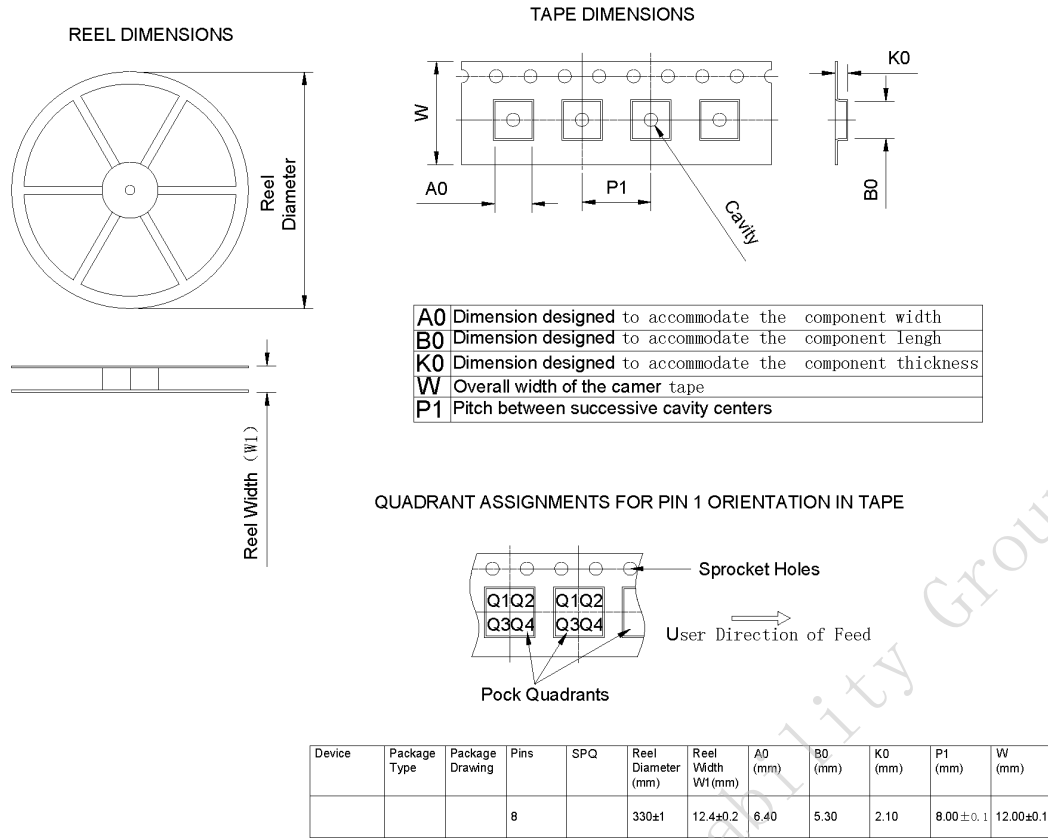 REEL DIMENSIONS
Reel
Diameter
Reel Width (W1)
TAPE DIMENSIONS
W
A0
P1
Cavity
K0
B0
A0 Dimension designed to accommodate the component width
B0 Dimension designed to accommodate the component lengh
K0 Dimension designed to accommodate the component thickness
W Overall width of the camer tape
P1 Pitch between successive cavity centers
QUADRANT ASSIGNMENTS FOR PIN 1 ORIENTATION IN TAPE
Sprocket Holes
Q1Q2 Q1Q2
Q3Q4 Q3Q4
User Direction of Feed
Pock Quadrants
Device Package Type Package Drawing Pins SPQ Reel Diameter (mm) Reel Width W1(mm) A0 (mm) B0 (mm) K0 (mm) P1 (mm) W (mm)
8 330±1 12.4±0.2 6.40 5.30 2.10 8.00±0.1 12.00±0.1